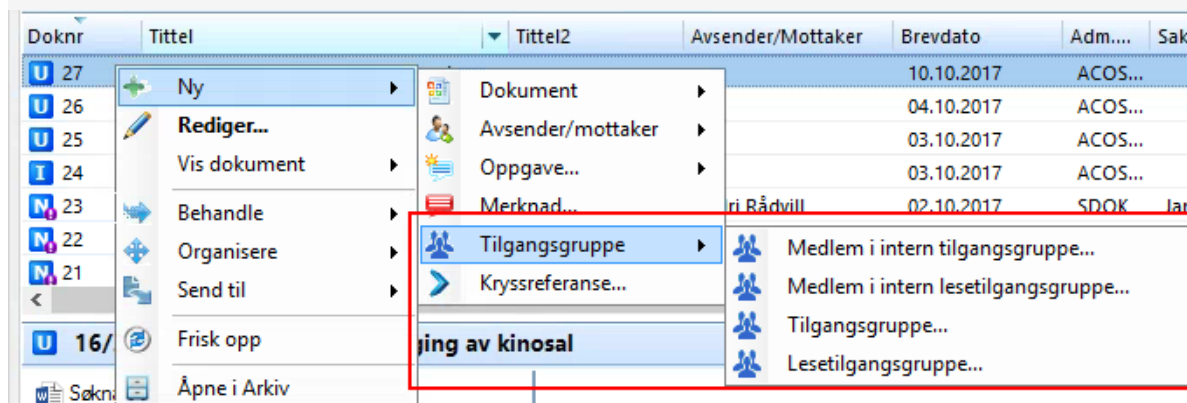 Doknr Tittel Tittel2 Avsender/Mottaker Brevdato Adm.... Sak
U 27 10.10.2017 ACOS...
Ny Dokument
U 26 04.10.2017 ACOS...
Rediger... Avsender/mottaker
U 25 03.10.2017 ACOS...
Vis dokument Oppgave...
I 24 03.10.2017 ACOS...
N 23 Behandle Merknad... Rådvill 02.10.2017 SDOK
N 22 Organisere Tilgangsgruppe Medlem i intern tilgangsgruppe...
N 21 Send til Kryssreferanse... Medlem i intern lesetilgangsgruppe...
Tilgangsgruppe...
U 16/ Frisk opp ging av kinosal
Lesetilgangsgruppe...
Søkn Åpne i Arkiv